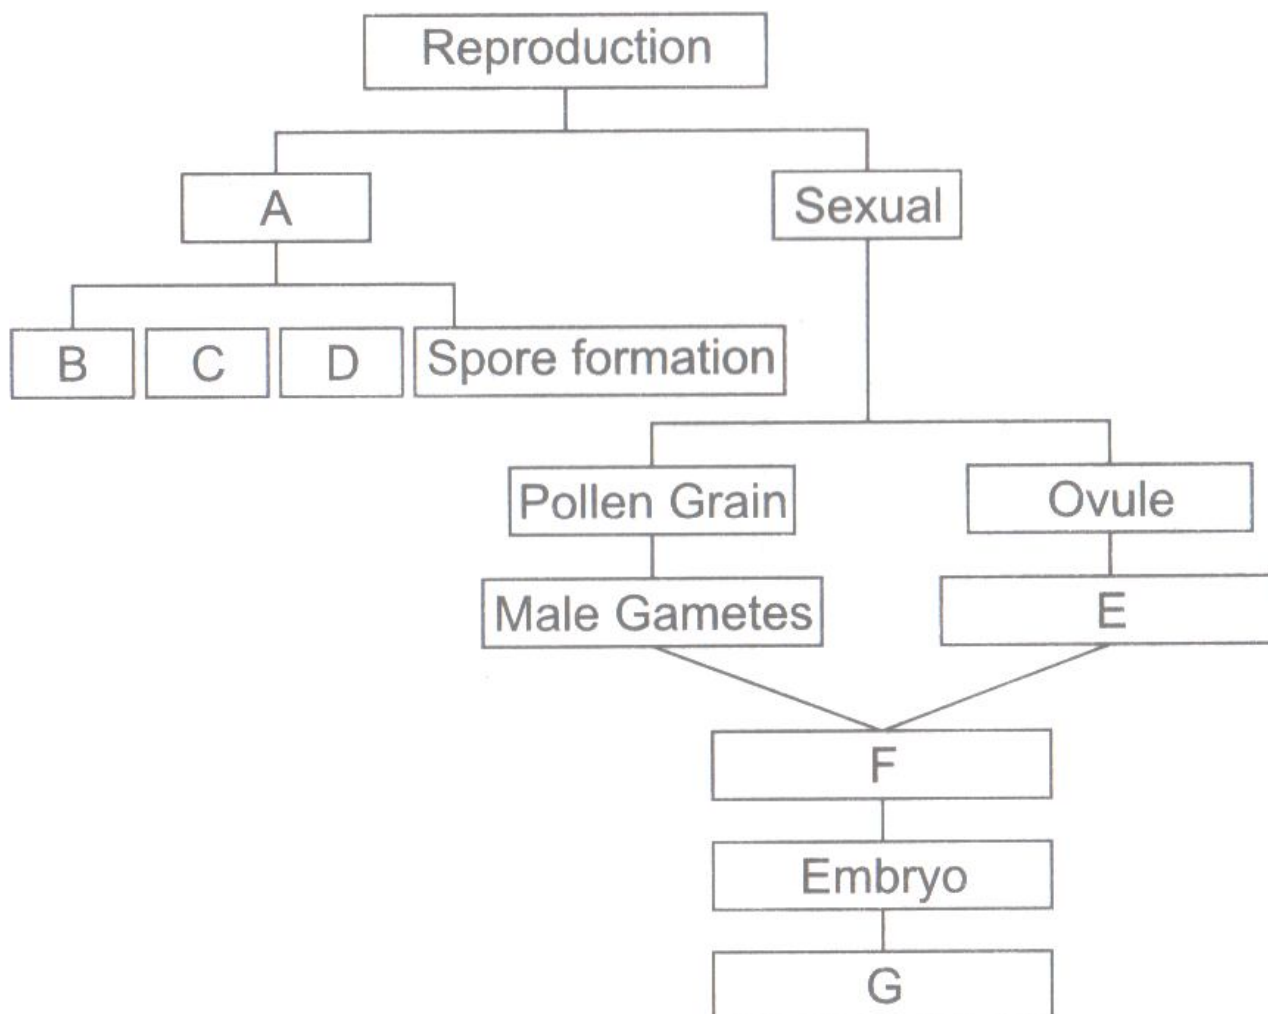 Reproduction
A
Sexual
B
C
D
Spore formation
Pollen Grain
Ovule
Male Gametes
E
F
Embryo
G